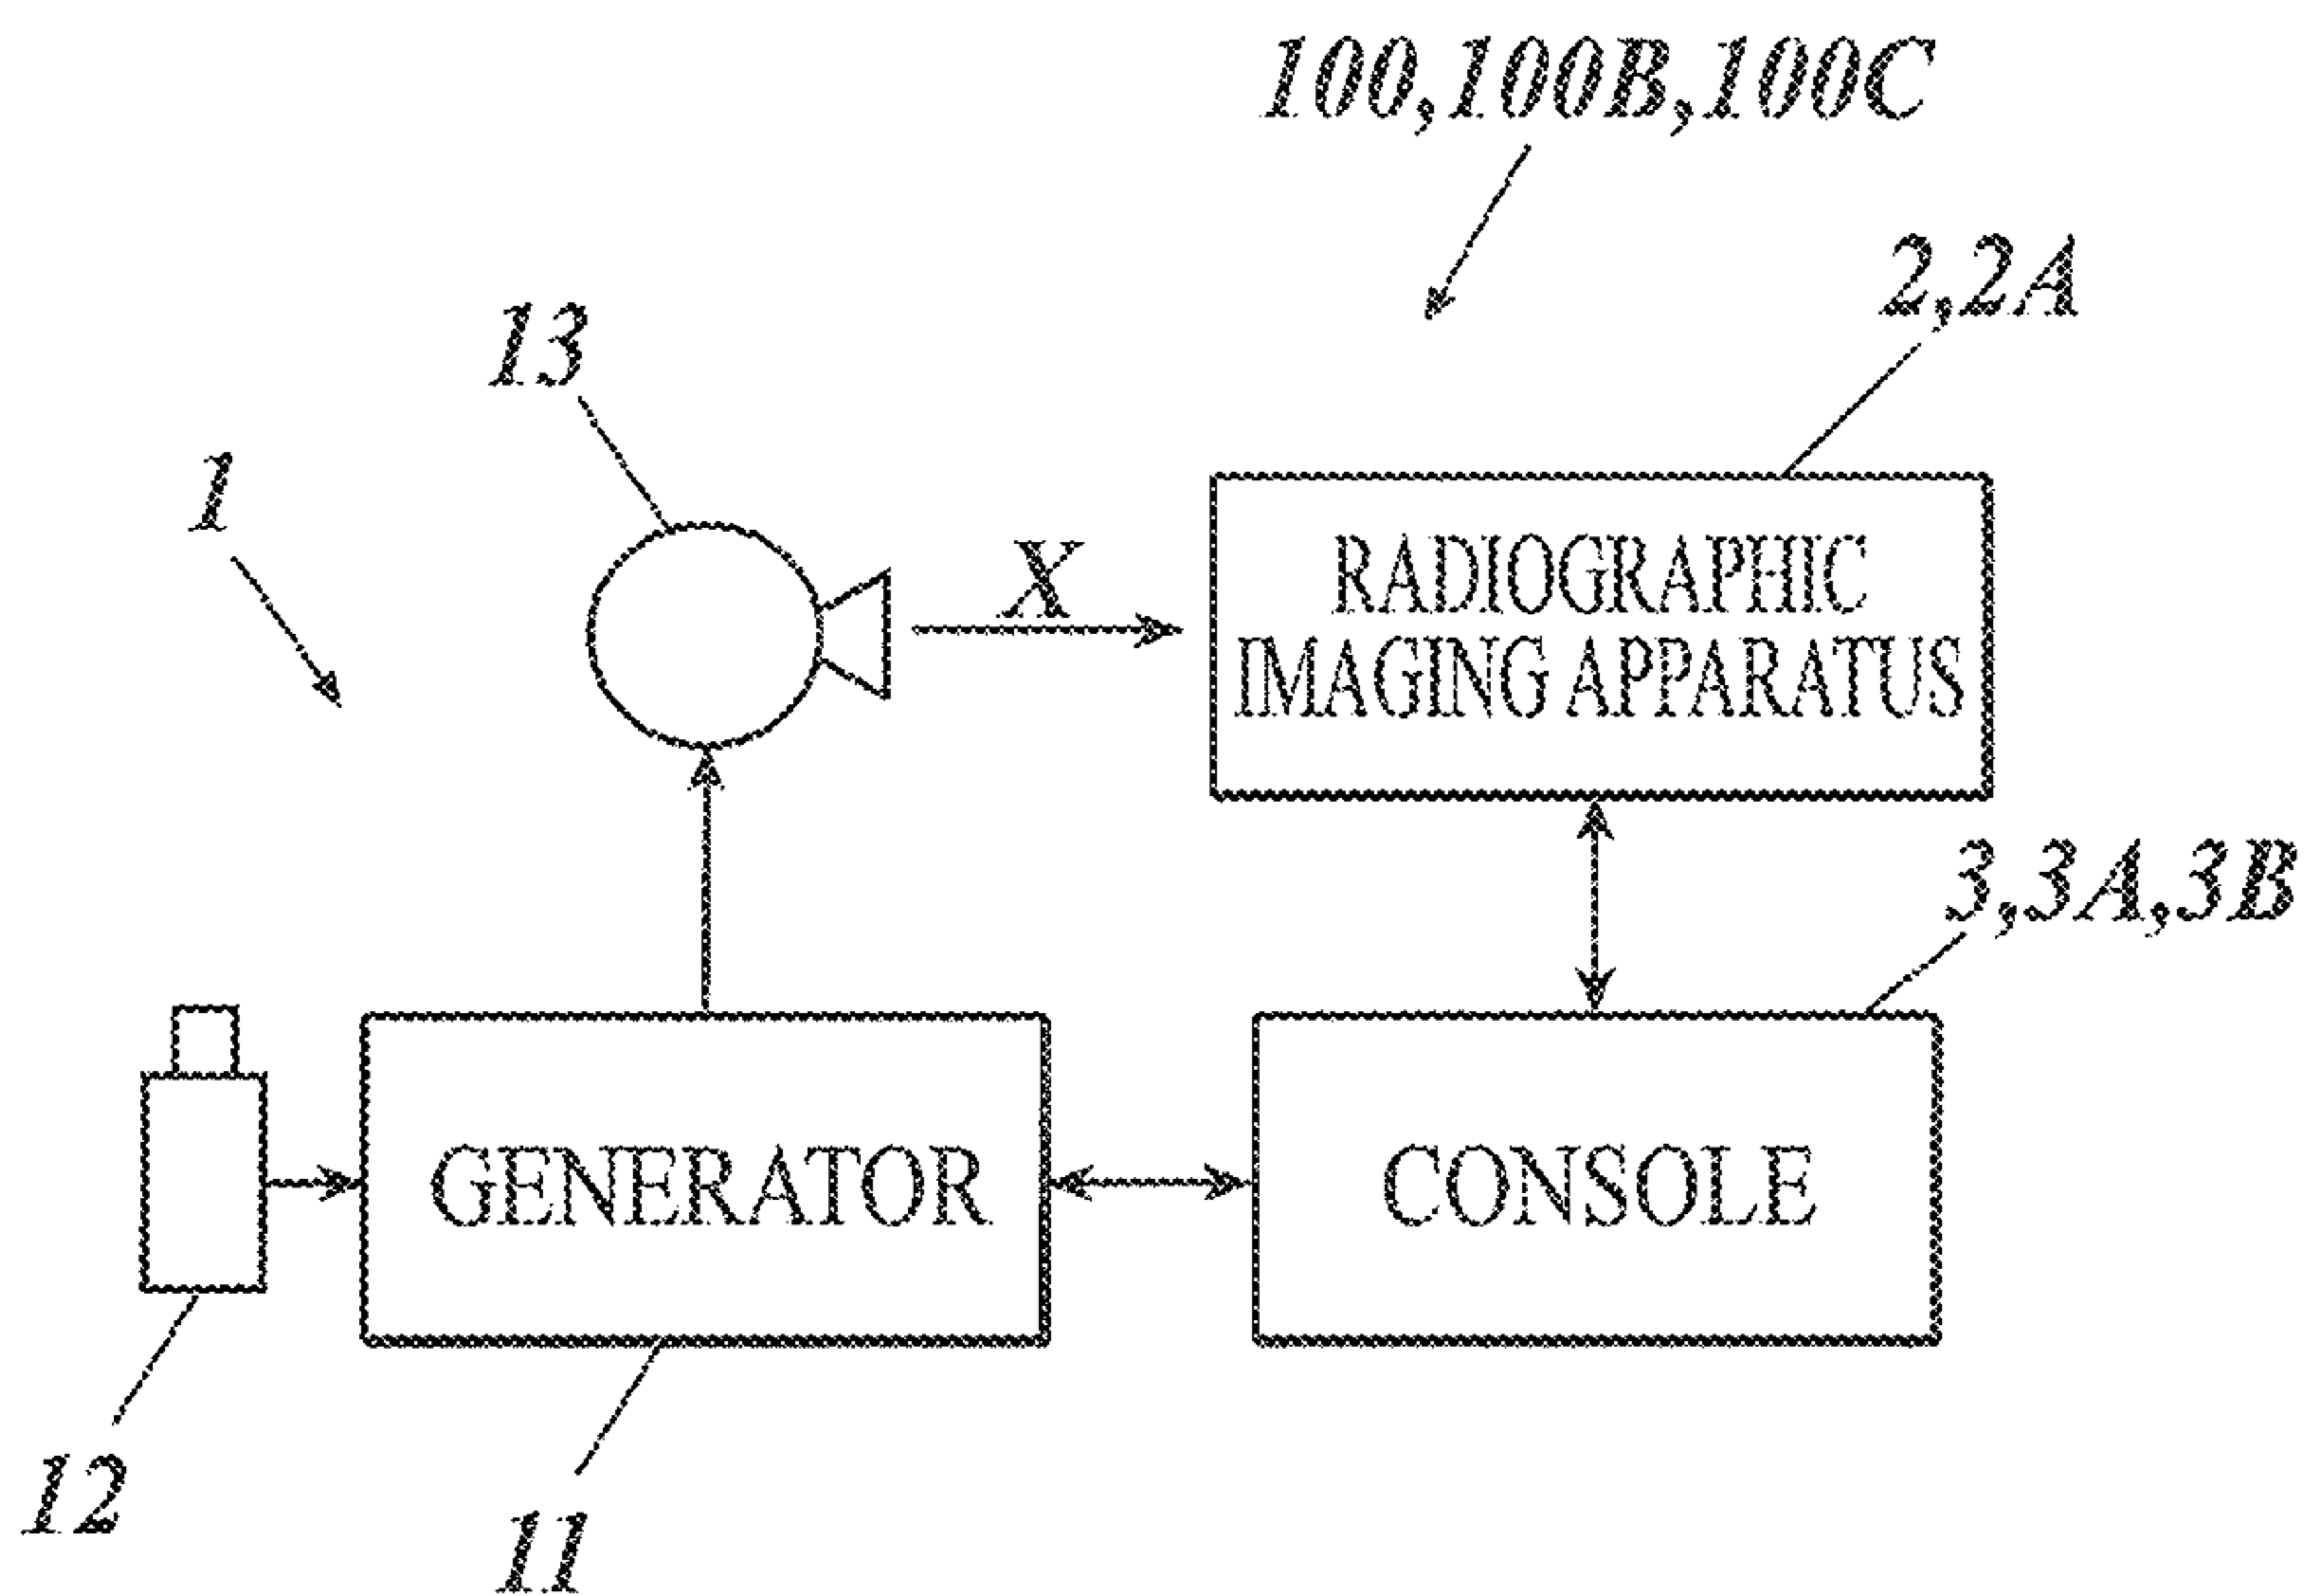 100,100B,100C
2,2A
13
1
X
RADIOGRAPHIC
IMAGING APPARATUS
3,3A,3B
GENERATOR
CONSOLE
12
11